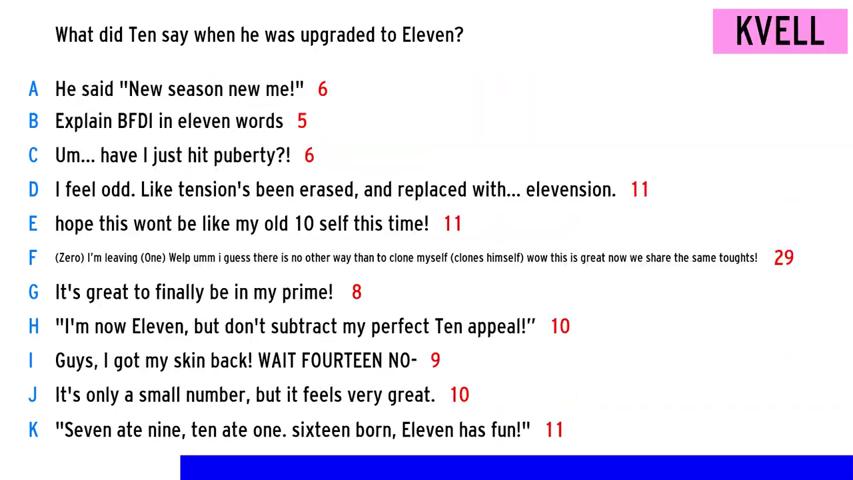 What did Ten say when he was upgraded to Eleven?
KVELL
A He said "New season new me!" 6
B Explain BFDI in eleven words 5
C Um... have I just hit puberty?! 6
D I feel odd. Like tension's been erased, and replaced with... elevension. 11
E hope this wont be like my old 10 self this time! 11
F (Zero) I'm leaving (One) Welp umm i guess there is no other way than to clone myself (clones himself) wow this is great now we share the same toughts! 29
G It's great to finally be in my prime! 8
H "I'm now Eleven, but don't subtract my perfect Ten appeal!” 10
I Guys, I got my skin back! WAIT FOURTEEN NO- 9
J It's only a small number, but it feels very great. 10
K "Seven ate nine, ten ate one. sixteen born, Eleven has fun!" 11